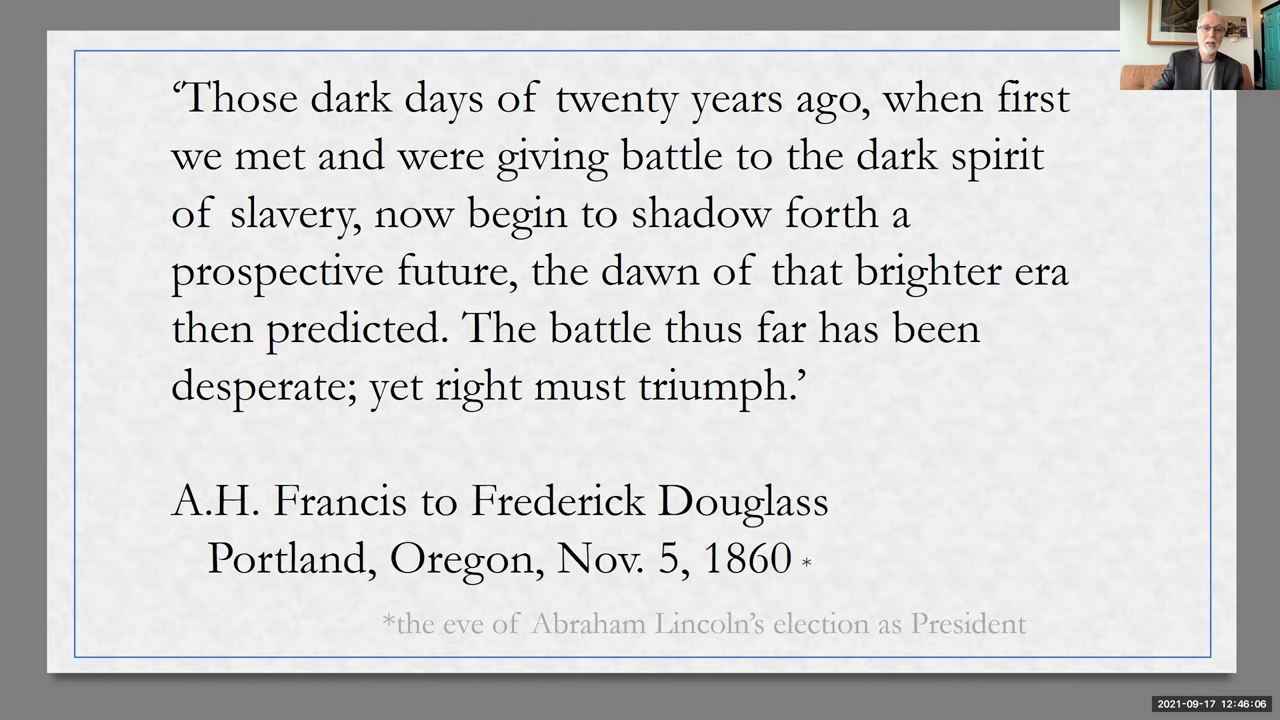 ‘Those dark days of twenty years ago, when first
we met and were giving battle to the dark spirit
of slavery, now begin to shadow forth a
prospective future, the dawn of that brighter era
then predicted. The battle thus far has been
desperate; yet right must triumph.’
A.H. Francis to Frederick Douglass
Portland, Oregon, Nov. 5, 1860 *
*the eve of Abraham Lincoln’s election as President
2021-09-17 12:46:06